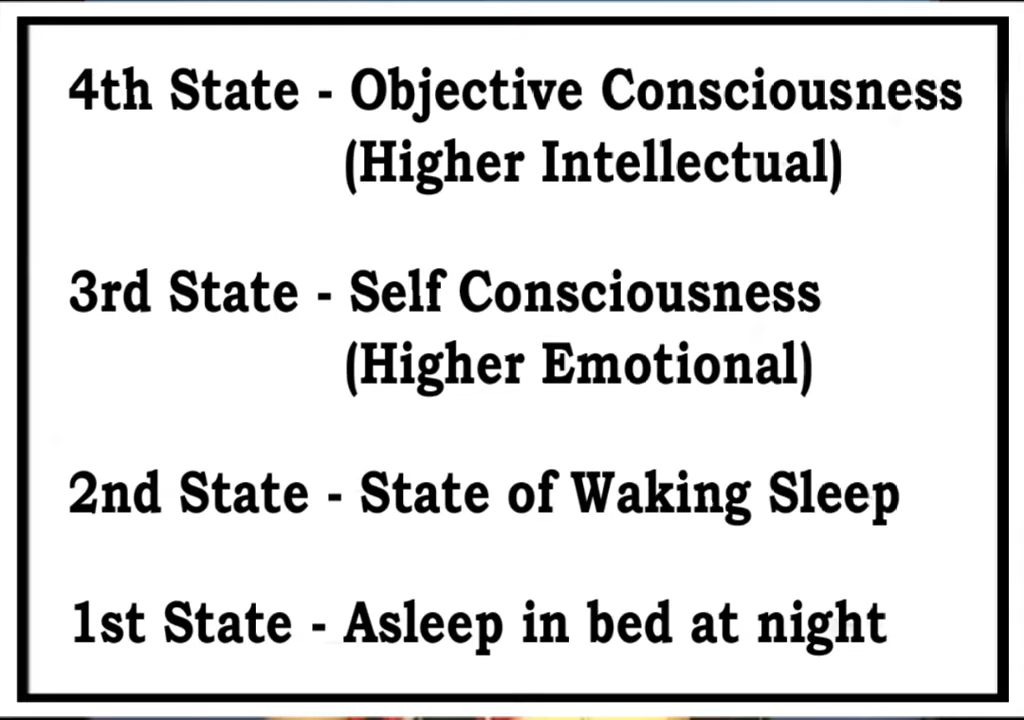 4th State - Objective Consciousness
(Higher Intellectual)
3rd State - Self Consciousness
(Higher Emotional)
2nd State - State of Waking Sleep
1st State - Asleep in bed at night